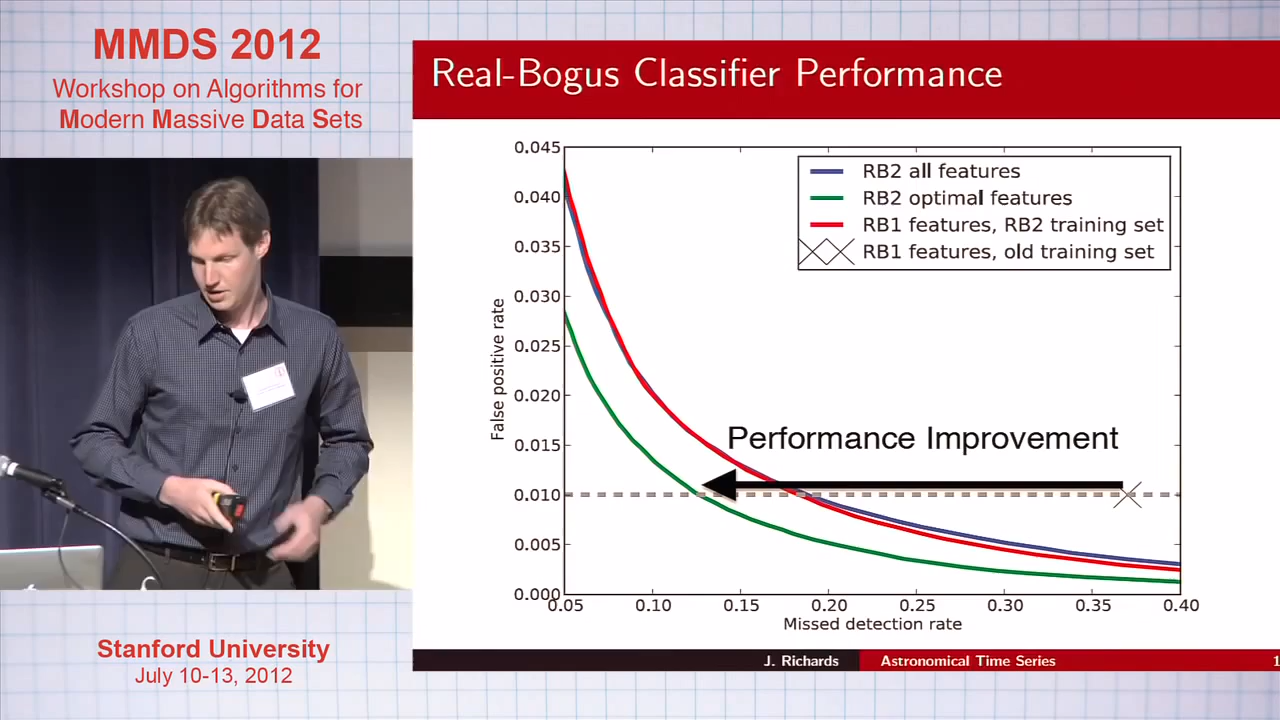 MMDS 2012
Workshop on Algorithms for
Modern Massive Data Sets
Real-Bogus Classifier Performance
0.045
0.040
0.035
0.030
0.025
0.020
0.015
0.010
0.005
0.000
False positive rate
RB2 all features
RB2 optimal features
RB1 features, RB2 training set
RB1 features, old training set
Performance Improvement
0.05 0.10 0.15 0.20 0.25 0.30 0.35 0.40
Missed detection rate
J. Richards
Astronomical Time Series
Stanford University
July 10-13, 2012